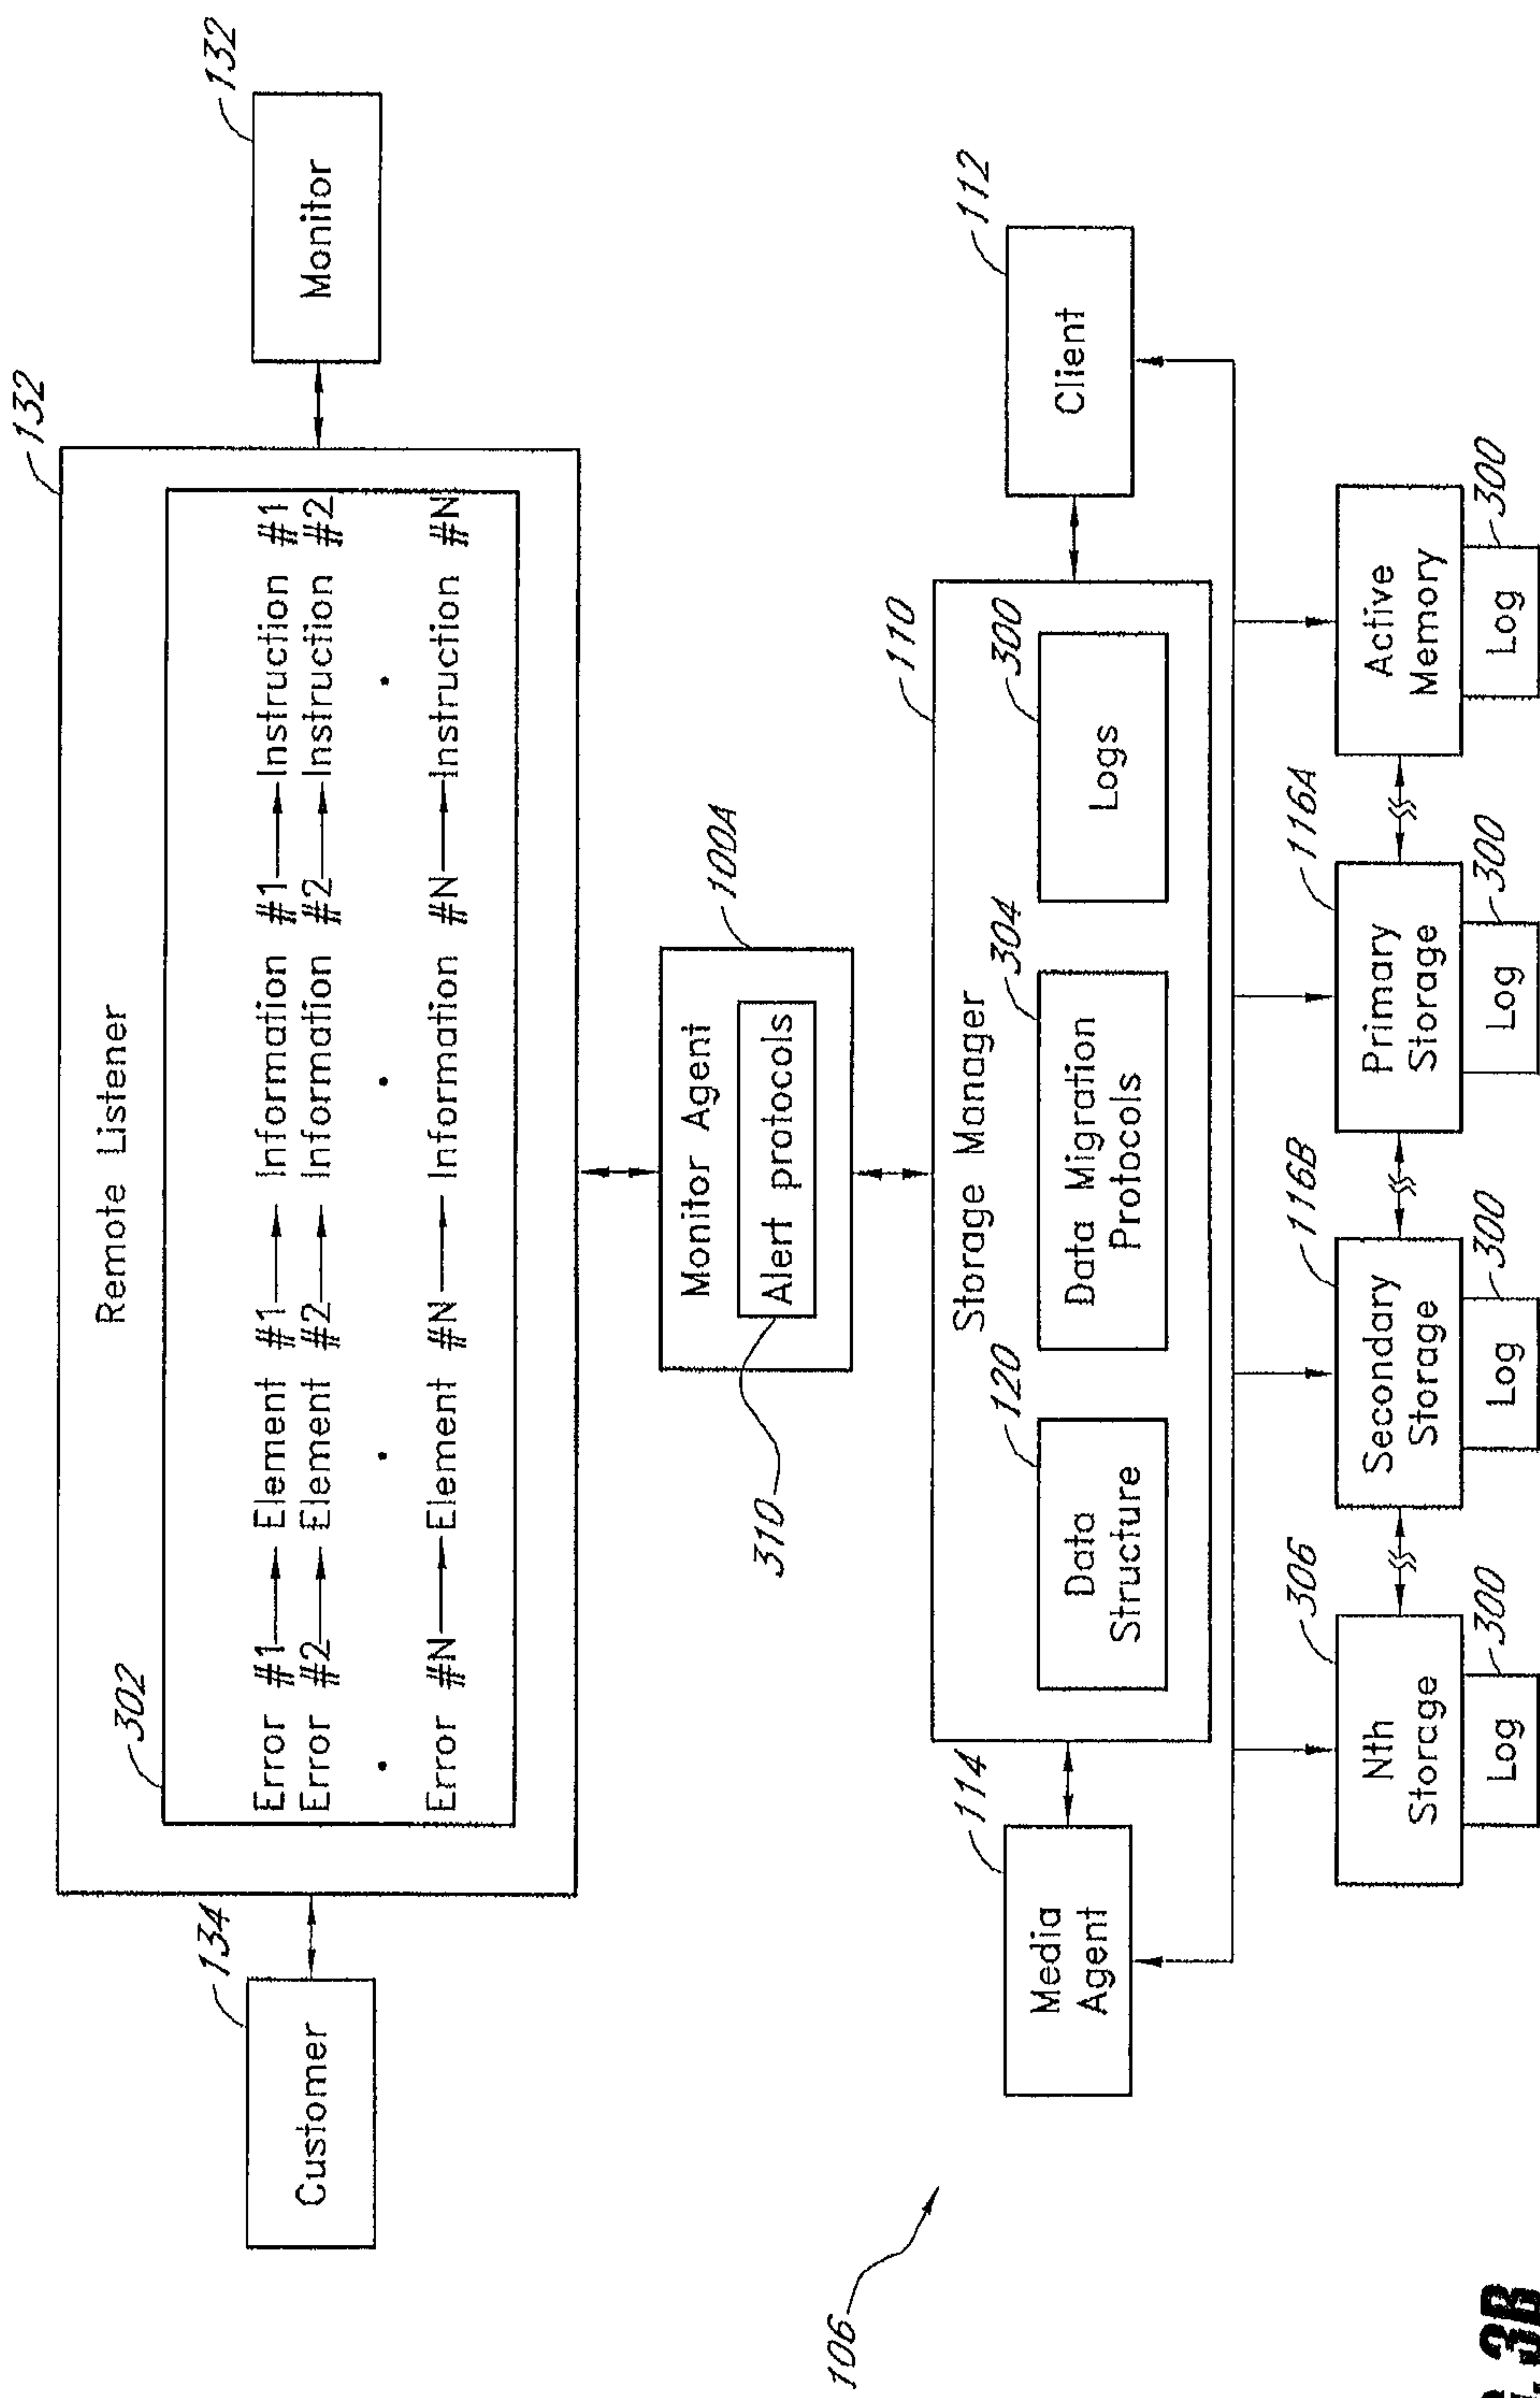 132
132
Remote Listener
302
134
Customer
Monitor
Error #1 Element #1 Information #1 Instruction #1
Error #2 Element #2 Information #2 Instruction #2
Error #N Element #N Information #N Instruction #N
100A
Monitor Agent
Alert protocols
310
110
112
114
Storage Manager
120
304
300
Media
Agent
Data
Structure
Data Migration
Protocols
Logs
Client
106
306
116B
116A
Nth
Storage
Secondary
Storage
Primary
Storage
Active
Memory
300
300
300
300
Log
Log
Log
Log
3B